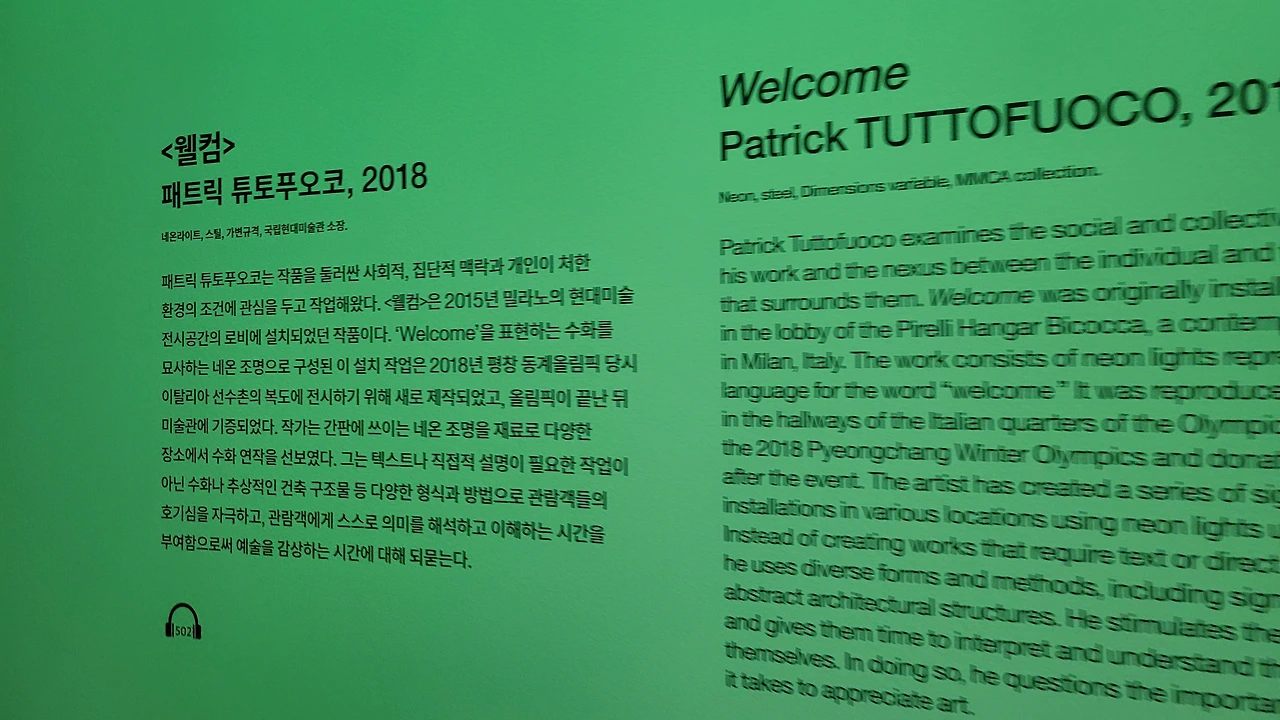 <웰컴>
패트릭 튜토푸오코, 2018
네온라이트, 스틸, 가변규격, 국립현대미술관 소장.
패트릭 튜토푸오코는 작품을 둘러싼 사회적, 집단적 맥락과 개인이 처한
환경의 조건에 관심을 두고 작업해왔다. <웰컴>은 2015년 밀라노의 현대미술
전시공간의 로비에 설치되었던 작품이다. ‘Welcome’을 표현하는 수화를
묘사하는 네온 조명으로 구성된 이 설치 작업은 2018년 평창 동계올림픽 당시
이탈리아 선수촌의 복도에 전시하기 위해 새로 제작되었고, 올림픽이 끝난 뒤
미술관에 기증되었다. 작가는 간판에 쓰이는 네온 조명을 재료로 다양한
장소에서 수화 연작을 선보였다. 그는 텍스트나 직접적 설명이 필요한 작업이
아닌 수화나 추상적인 건축 구조물 등 다양한 형식과 방법으로 관람객들의
호기심을 자극하고, 관람객에게 스스로 의미를 해석하고 이해하는 시간을
부여함으로써 예술을 감상하는 시간에 대해 되묻는다.
502
Welcome
Patrick TUTTOFUOCO, 201
Neon, steel, Dimensions variable, MMCA collection.
Patrick Tuttofuoco examines the social and collectiv
his work and the nexus between the individual and
that surrounds them. Welcome was originally instal
in the lobby of the Pirelli Hangar Bicocca, a contem
in Milan, Italy. The work consists of neon lights repr
language for the word “welcome ” It was reproduce
in the hallways of the Italian quarters of the Olympic
the 2018 Pyeongchang Winter Olympics and donat
after the event. The artist has created a series of sig
installations in various locations using neon lights u
Instead of creating works that require text or direct
he uses diverse forms and methods, including sign
abstract architectural structures. He stimulates the
and gives them time to interpret and understand th
themselves. In doing so, he questions the importa
it takes to appreciate art.